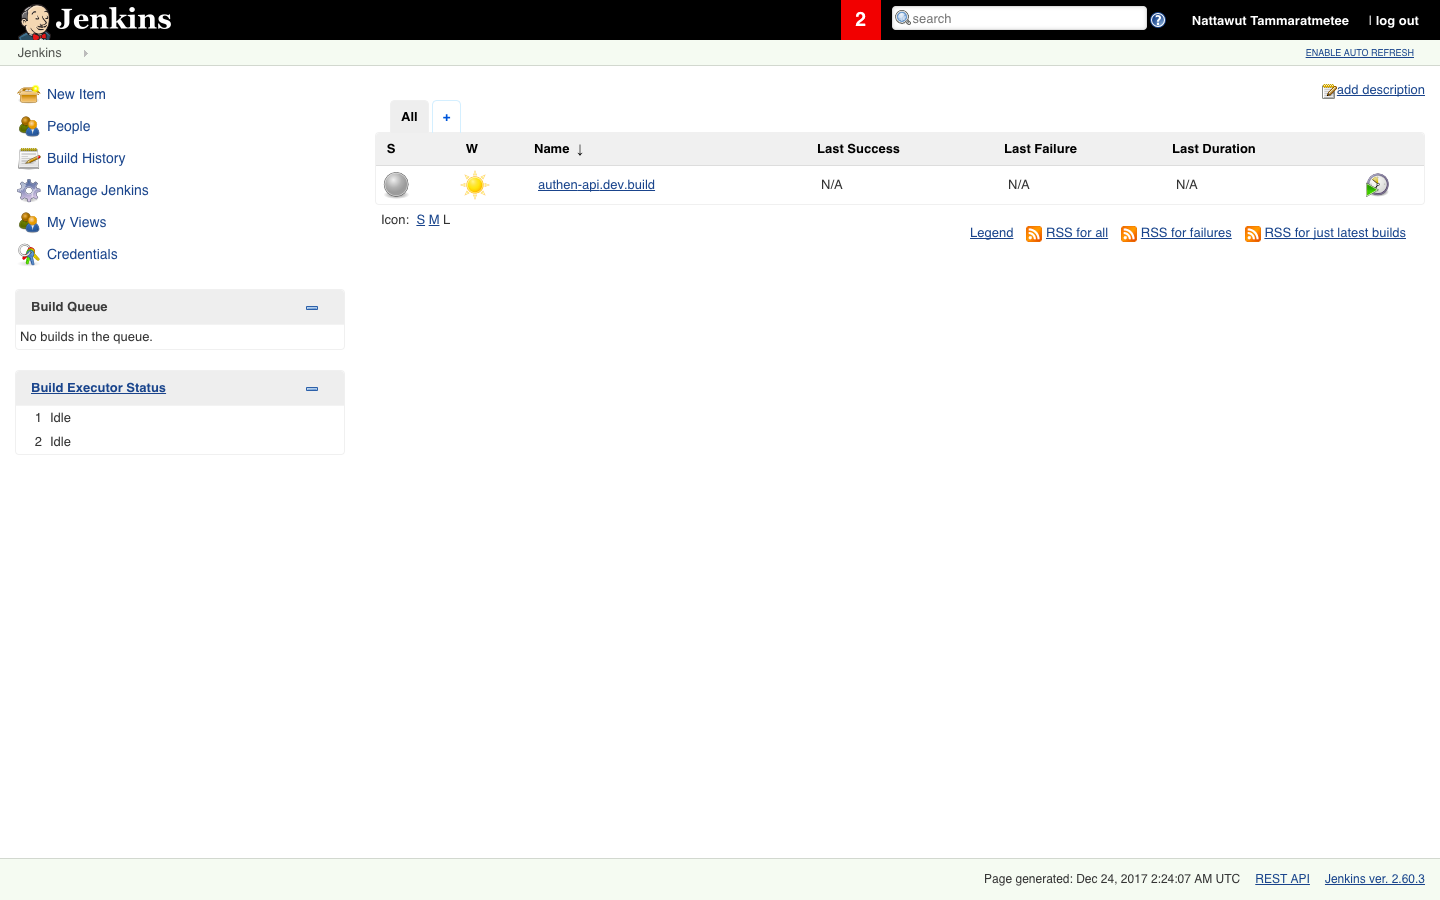 Jenkins
2
search
Nattawut Tammaratmetee
| log out
Jenkins
ENABLE AUTO REFRESH
New Item
People
Build History
Manage Jenkins
My Views
Credentials
Build Queue
No builds in the queue.
Build Executor Status
1 Idle
2 Idle
add description
All +
S W Name ↓ Last Success Last Failure Last Duration
authen-api.dev.build N/A N/A N/A
Icon: S M L
Legend RSS for all RSS for failures RSS for just latest builds
Page generated: Dec 24, 2017 2:24:07 AM UTC REST API Jenkins ver. 2.60.3